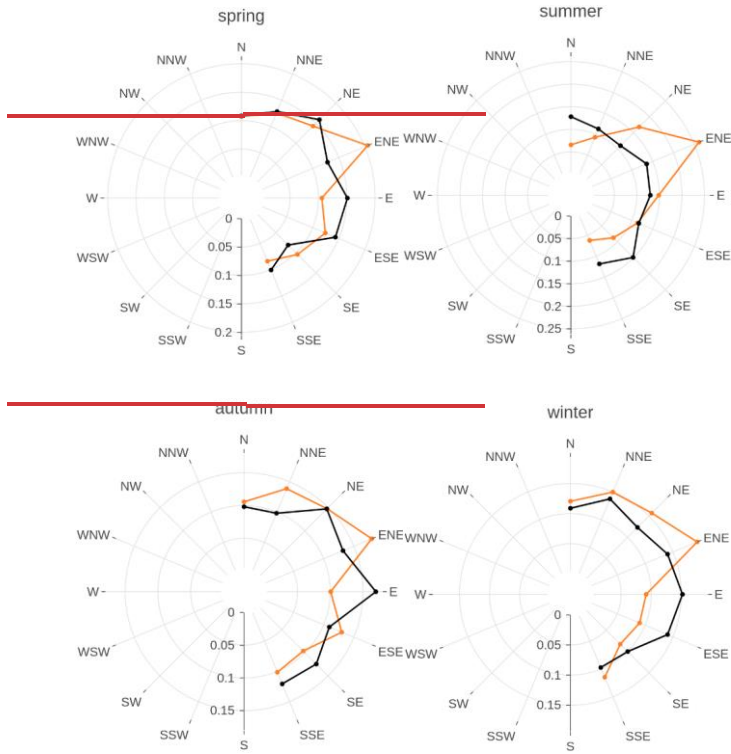 spring
N
NNW
NNE
NW
NE
WNW
ENE
W
E
WSW
ESE
SW
SE
SSW
SSE
S
0
0.05
0.1
0.15
0.2
summer
N
NNW
NNE
NW
NE
WNW
ENE
W
E
WSW
ESE
SW
SE
SSW
SSE
S
0
0.05
0.1
0.15
0.2
0.25
autumn
N
NNW
NNE
NW
NE
WNW
ENE
W
E
WSW
ESE
SW
SE
SSW
SSE
S
0
0.05
0.1
0.15
winter
N
NNW
NNE
NW
NE
WNW
ENE
W
E
WSW
ESE
SW
SE
SSW
SSE
S
0
0.05
0.1
0.15